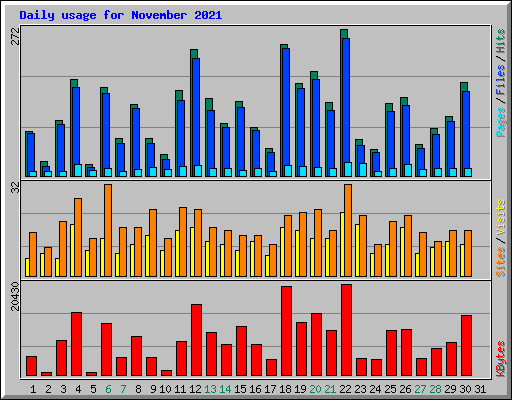 Daily usage for November 2021
272
Pages / Files / Hits
32
Sites / Visits
20430
KBytes
1 2 3 4 5 6 7 8 9 10 11 12 13 14 15 16 17 18 19 20 21 22 23 24 25 26 27 28 29 30 31